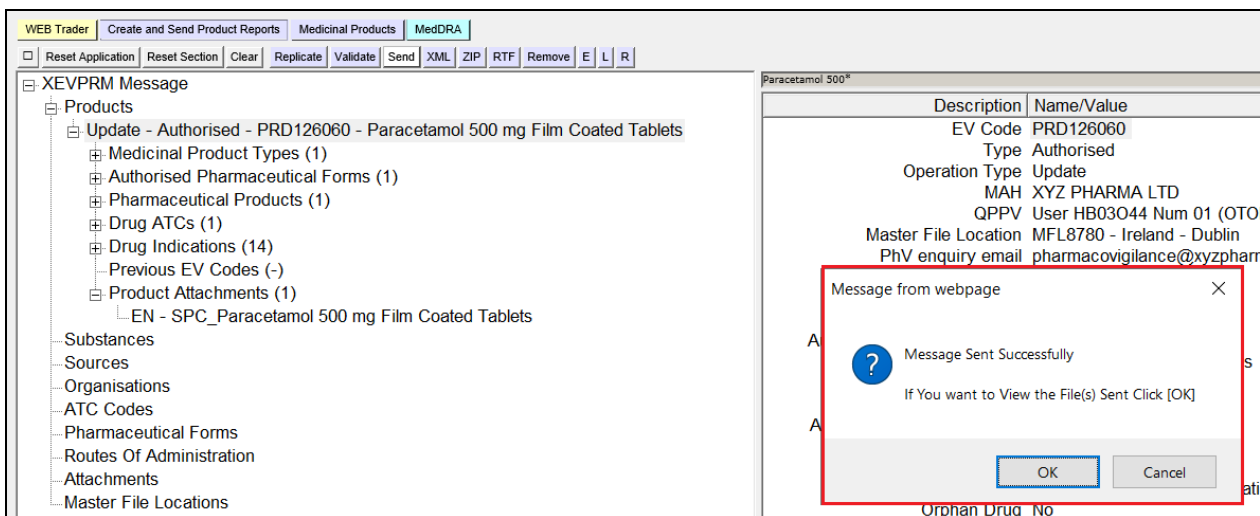 WEB Trader Create and Send Product Reports Medicinal Products MedDRA
Reset Application Reset Section Clear Replicate Validate Send XML ZIP RTF Remove E L R
XEVPRM Message
Products
Update - Authorised - PRD126060 - Paracetamol 500 mg Film Coated Tablets
Medicinal Product Types (1)
Authorised Pharmaceutical Forms (1)
Pharmaceutical Products (1)
Drug ATCs (1)
Drug Indications (14)
Previous EV Codes (-)
Product Attachments (1)
EN - SPC_Paracetamol 500 mg Film Coated Tablets
Substances
Sources
Organisations
ATC Codes
Pharmaceutical Forms
Routes Of Administration
Attachments
Master File Locations
Paracetamol 500*
Description Name/Value
EV Code PRD126060
Type Authorised
Operation Type Update
MAH XYZ PHARMA LTD
QPPV User HB03O44 Num 01 (OTO
Master File Location MFL8780 - Ireland - Dublin
PhV enquiry email pharmacovigilance@xyzpharm
Message from webpage
Message Sent Successfully
If You want to View the File(s) Sent Click [OK]
OK Cancel
Orphan Drug No